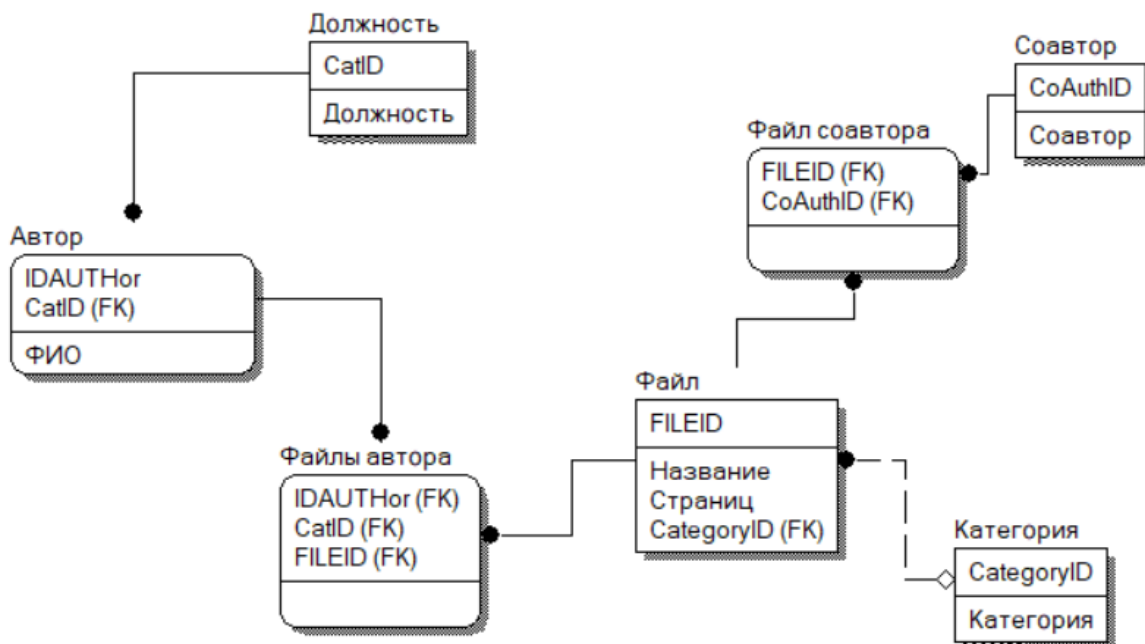 Должность
CatID
Должность
Соавтор
CoAuthID
Соавтор
Файл соавтора
FILEID (FK)
CoAuthID (FK)
Автор
IDAUTHor
CatID (FK)
ФИО
Файл
FILEID
Название
Страниц
CategoryID (FK)
Файлы автора
IDAUTHor (FK)
CatID (FK)
FILEID (FK)
Категория
CategoryID
Категория